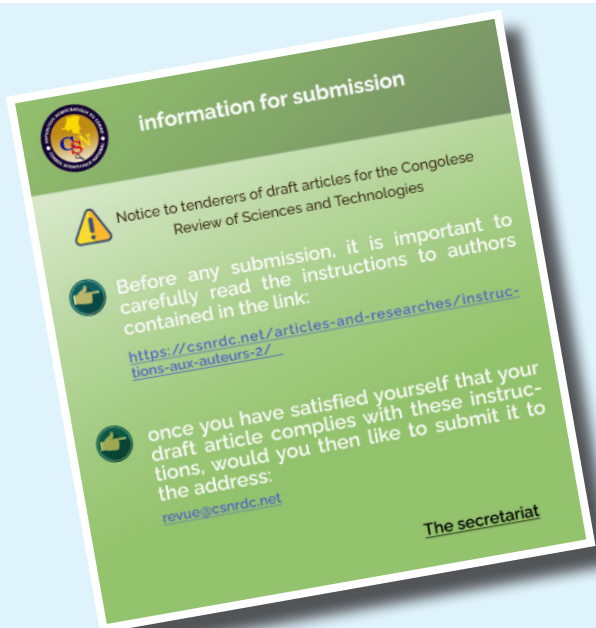 CSN
information for submission
Notice to tenderers of draft articles for the Congolese
Review of Sciences and Technologies
Before any submission, it is important to
carefully read the instructions to authors
contained in the link:
https://csnrdc.net/articles-and-researches/instruc-
tions-aux-auteurs-2/
once you have satisfied yourself that your
draft article complies with these instruc-
tions, would you then like to submit it to
the address:
revue@csnrdc.net
The secretariat